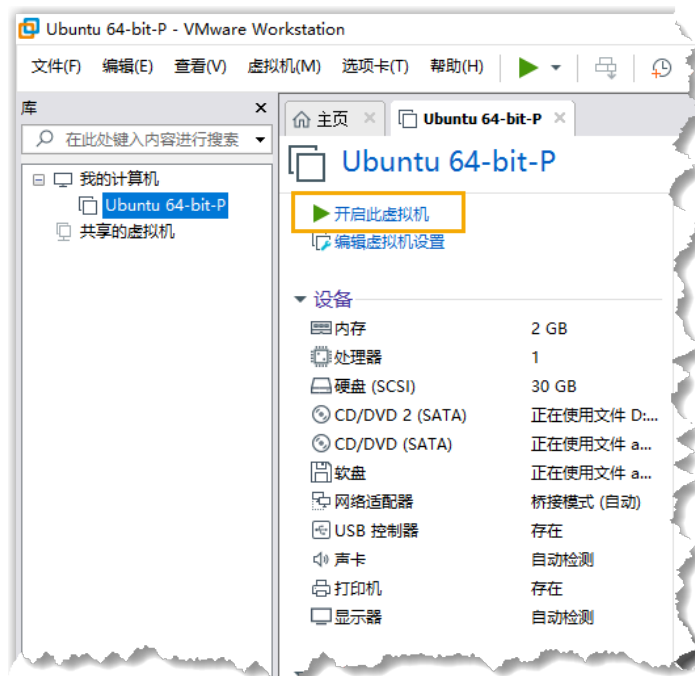 Ubuntu 64-bit-P - VMware Workstation
文件(F) 编辑(E) 查看(V) 虚拟机(M) 选项卡(T) 帮助(H)
库
在此处键入内容进行搜索
我的计算机
Ubuntu 64-bit-P
共享的虚拟机
主页 Ubuntu 64-bit-P
Ubuntu 64-bit-P
开启此虚拟机
编辑虚拟机设置
设备
内存 2 GB
处理器 1
硬盘 (SCSI) 30 GB
CD/DVD 2 (SATA) 正在使用文件 D:...
CD/DVD (SATA) 正在使用文件 a...
软盘 正在使用文件 a...
网络适配器 桥接模式 (自动)
USB 控制器 存在
声卡 自动检测
打印机 存在
显示器 自动检测